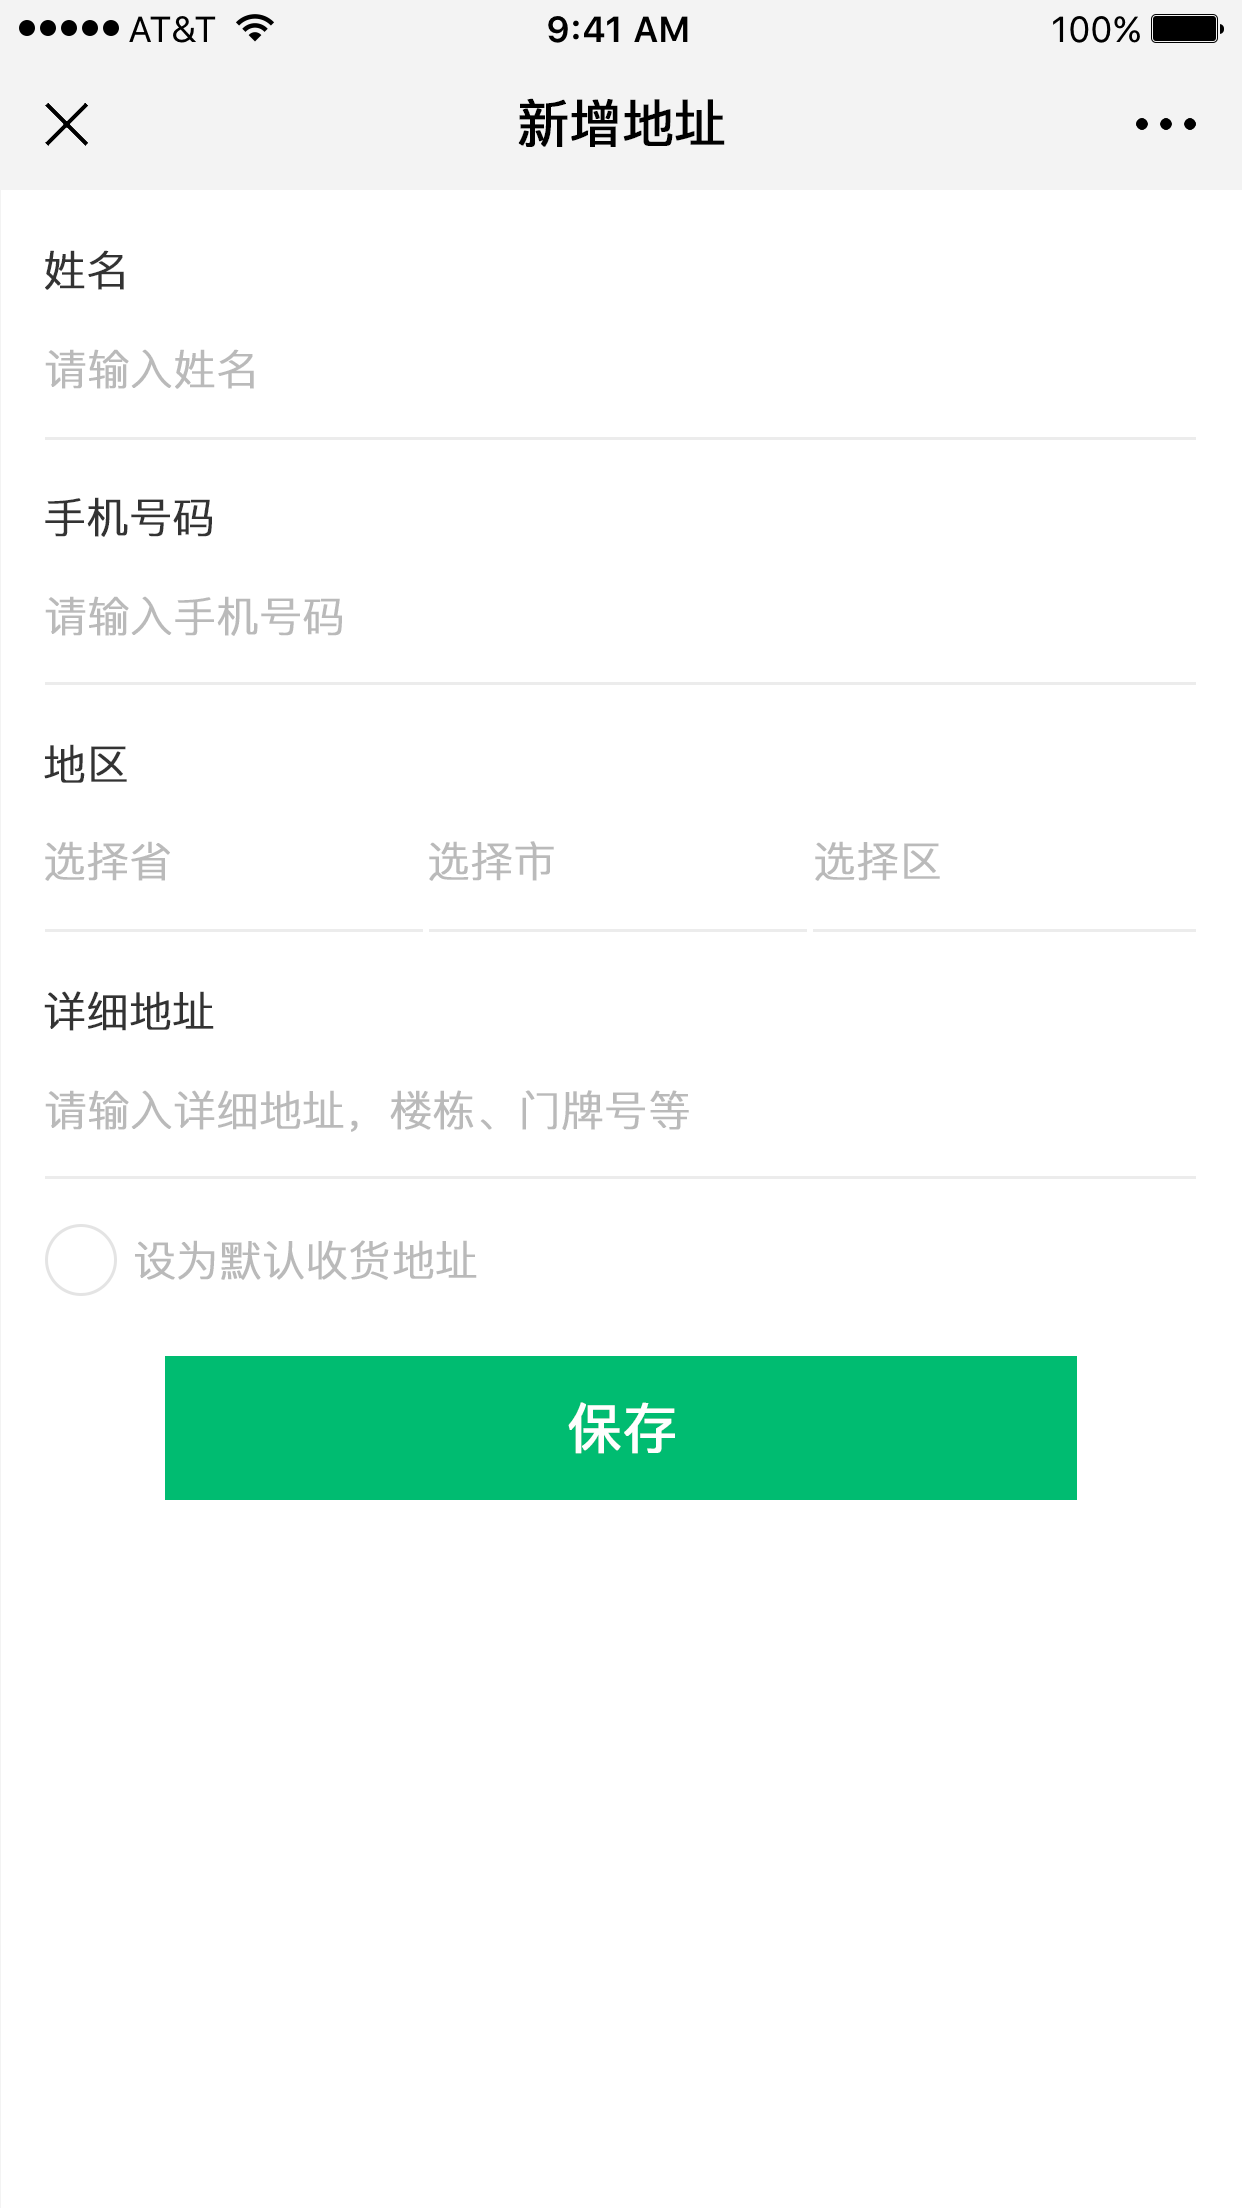 AT&T 9:41 AM 100%
新增地址
姓名
请输入姓名
手机号码
请输入手机号码
地区
选择省 选择市 选择区
详细地址
请输入详细地址，楼栋、门牌号等
设为默认收货地址
保存